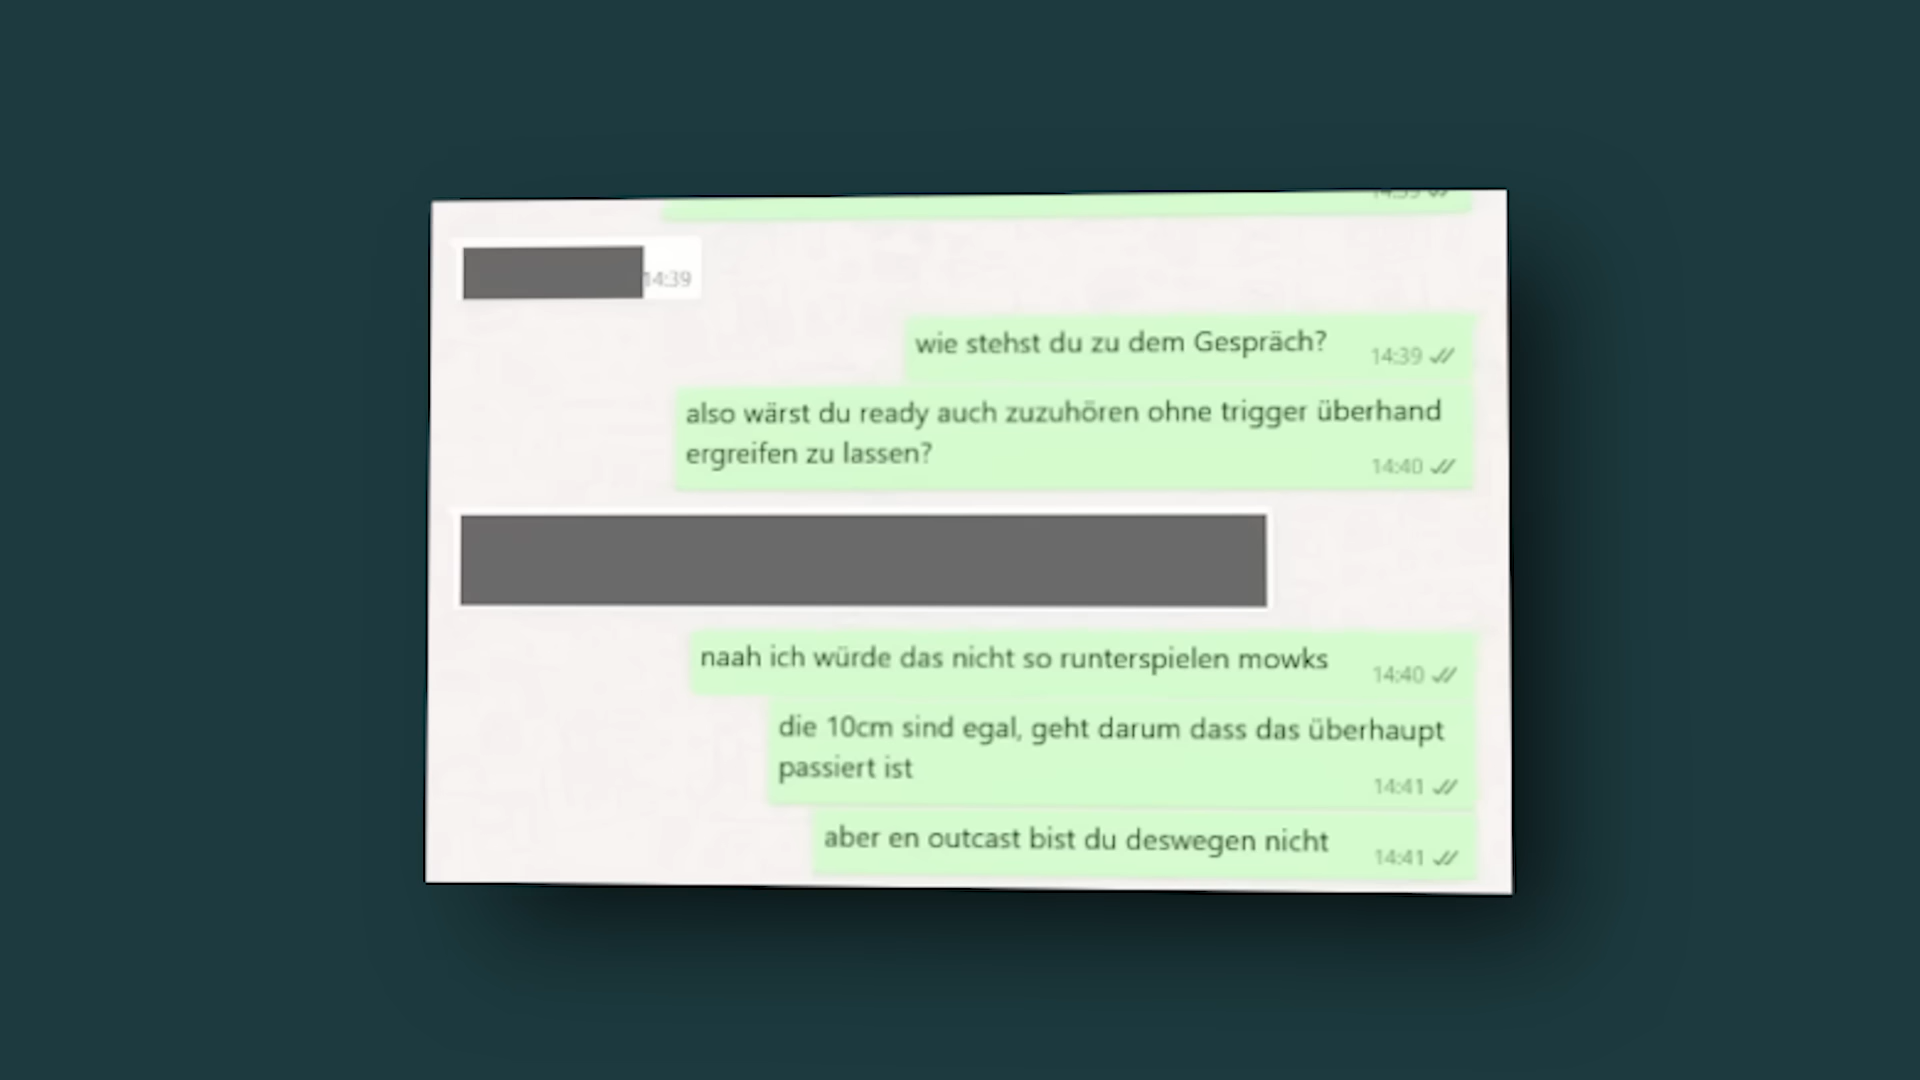 14:39
14:39
wie stehst du zu dem Gespräch?
14:39
also wärst du ready auch zuzuhören ohne trigger überhand
ergreifen zu lassen?
14:40
naah ich würde das nicht so runterspielen mowks
14:40
die 10cm sind egal, geht darum dass das überhaupt
passiert ist
14:41
aber en outcast bist du deswegen nicht
14:41